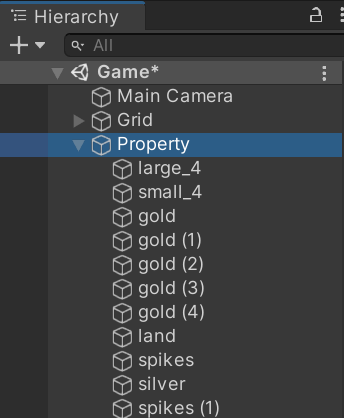 Hierarchy
All
Game*
Main Camera
Grid
Property
large_4
small_4
gold
gold (1)
gold (2)
gold (3)
gold (4)
land
spikes
silver
spikes (1)